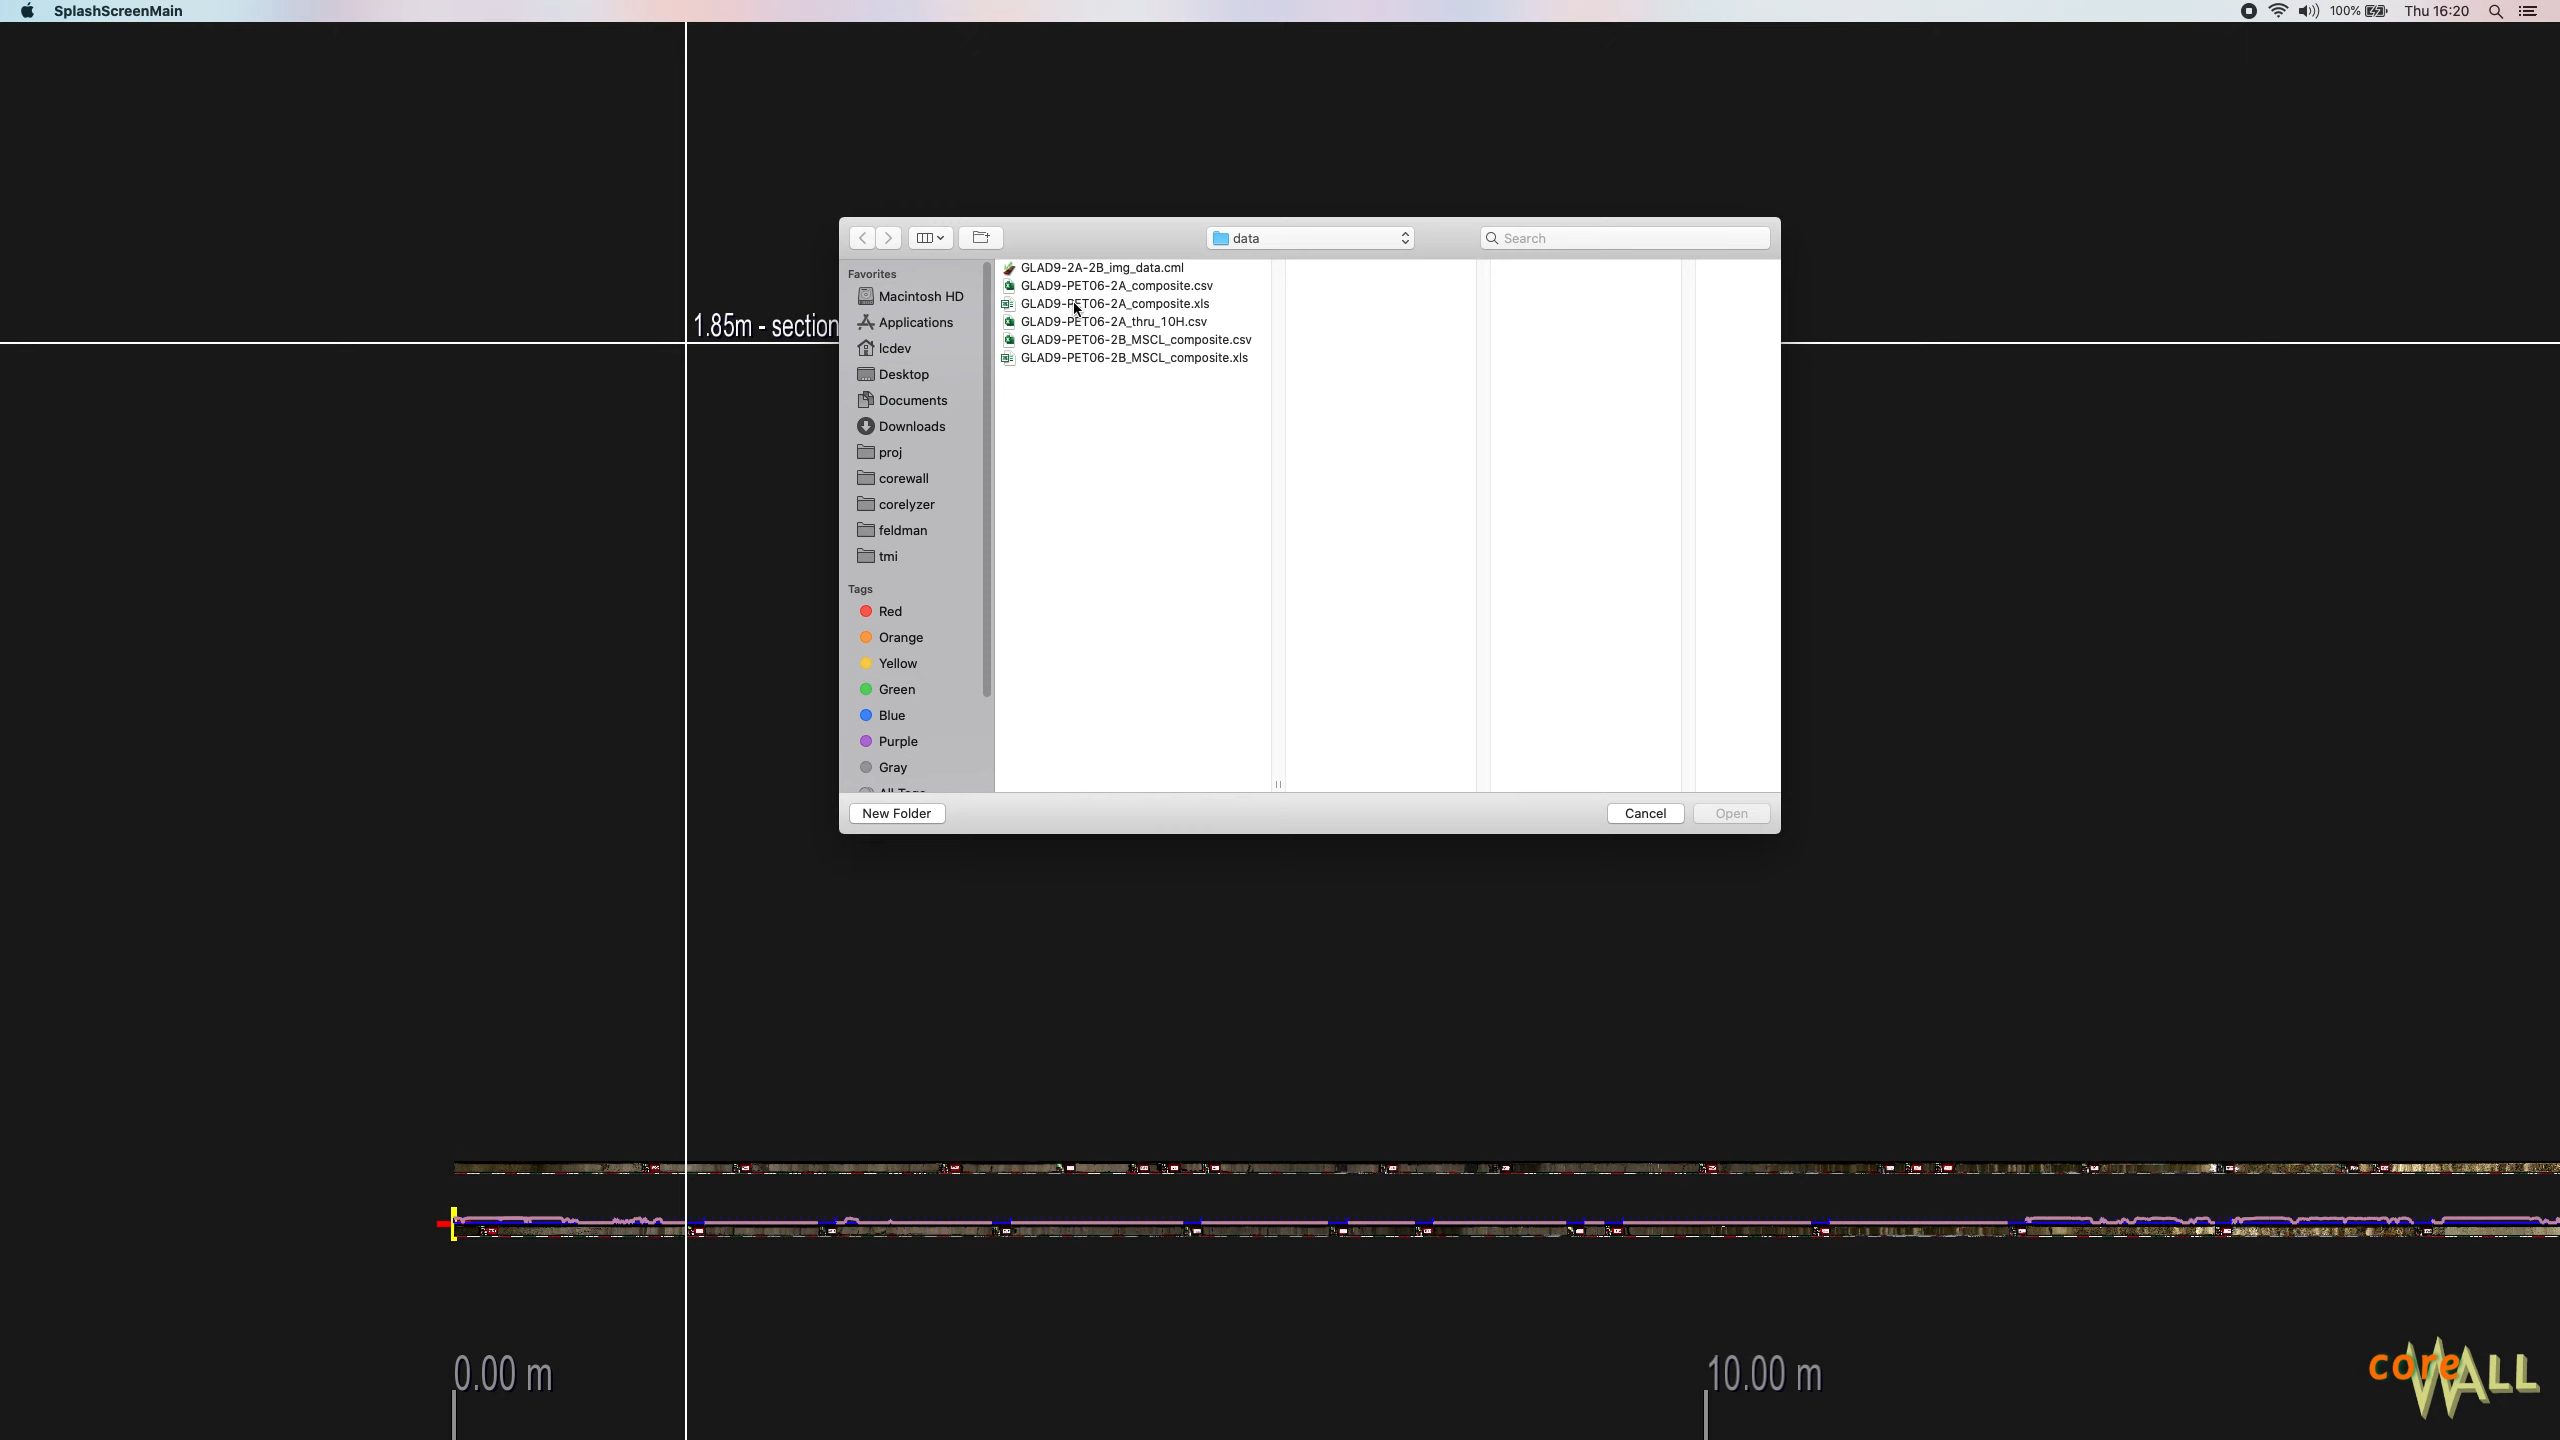 SplashScreenMain
100%
Thu 16:20
data
Search
Favorites
Macintosh HD
Applications
lcdev
Desktop
Documents
Downloads
proj
corewall
corelyzer
feldman
tmi
Tags
Red
Orange
Yellow
Green
Blue
Purple
Gray
GLAD9-2A-2B_img_data.cml
GLAD9-PET06-2A_composite.csv
GLAD9-PET06-2A_composite.xls
GLAD9-PET06-2A_thru_10H.csv
GLAD9-PET06-2B_MSCL_composite.csv
GLAD9-PET06-2B_MSCL_composite.xls
New Folder
Cancel
Open
1.85m - section
0.00 m
10.00 m
coreWALL